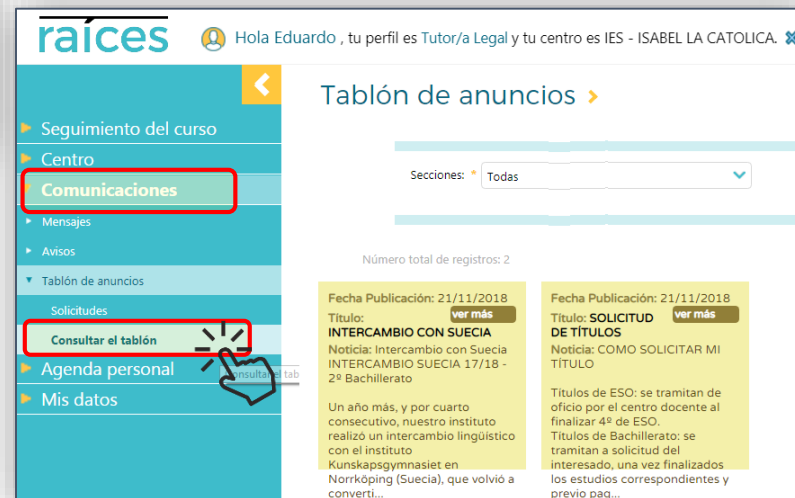 raíces
Hola Eduardo , tu perfil es Tutor/a Legal y tu centro es IES - ISABEL LA CATOLICA.
Seguimiento del curso
Centro
Comunicaciones
Mensajes
Avisos
Tablón de anuncios
Solicitudes
Consultar el tablón
Agenda personal
Mis datos
Tablón de anuncios
Secciones: * Todas
Número total de registros: 2
Fecha Publicación: 21/11/2018
Título: ver más
INTERCAMBIO CON SUECIA
Noticia: Intercambio con Suecia
INTERCAMBIO SUECIA 17/18 -
2º Bachillerato
Un año más, y por cuarto
consecutivo, nuestro instituto
realizó un intercambio lingüístico
con el instituto
Kunskapsgymnasiet en
Norrköping (Suecia), que volvió a
converti...
Fecha Publicación: 21/11/2018
Título: SOLICITUD ver más
DE TÍTULOS
Noticia: COMO SOLICITAR MI
TÍTULO
Títulos de ESO: se tramitan de
oficio por el centro docente al
finalizar 4º de ESO.
Títulos de Bachillerato: se
tramitan a solicitud del
interesado, una vez finalizados
los estudios correspondientes y
previo pag...